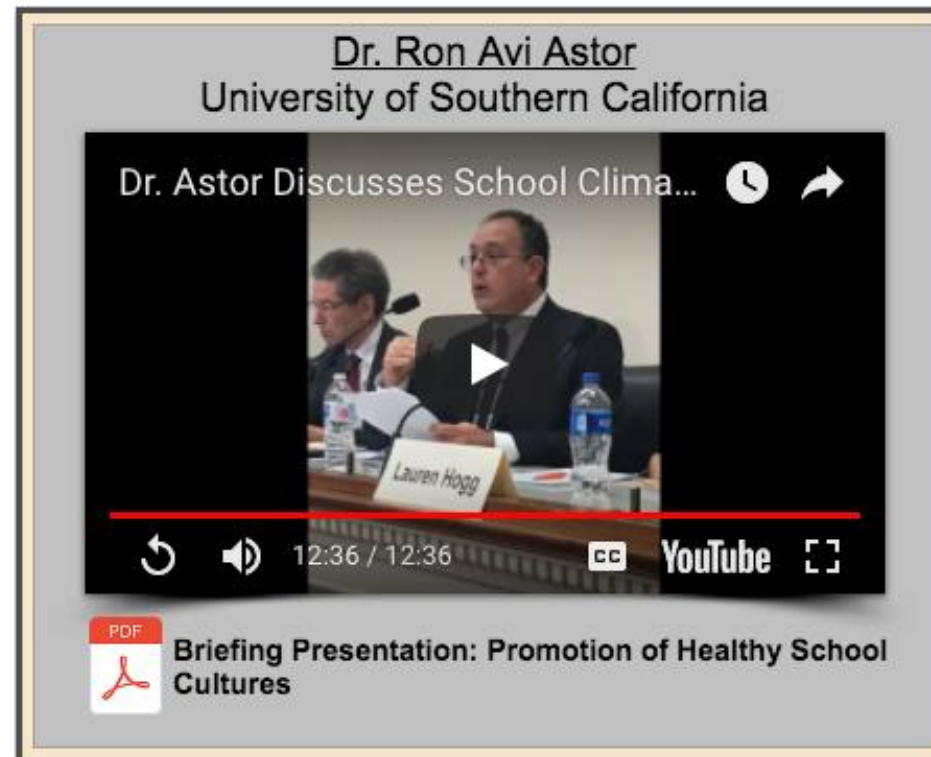 Dr. Ron Avi Astor
University of Southern California
Dr. Astor Discusses School Clima...
Lauren Hogg
12:36 / 12:36
CC
YouTube
PDF
Briefing Presentation: Promotion of Healthy School
Cultures